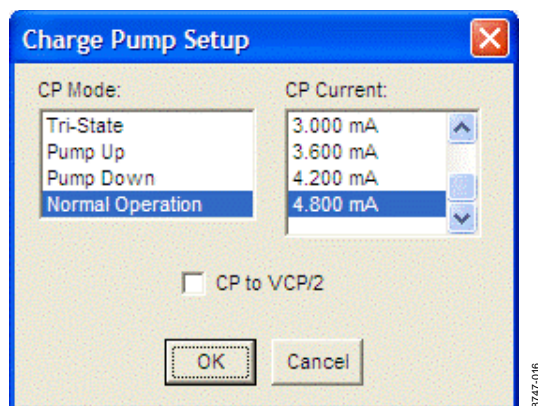 Charge Pump Setup
CP Mode:
Tri-State
Pump Up
Pump Down
Normal Operation
CP Current:
3.000 mA
3.600 mA
4.200 mA
4.800 mA
CP to VCP/2
OK
Cancel